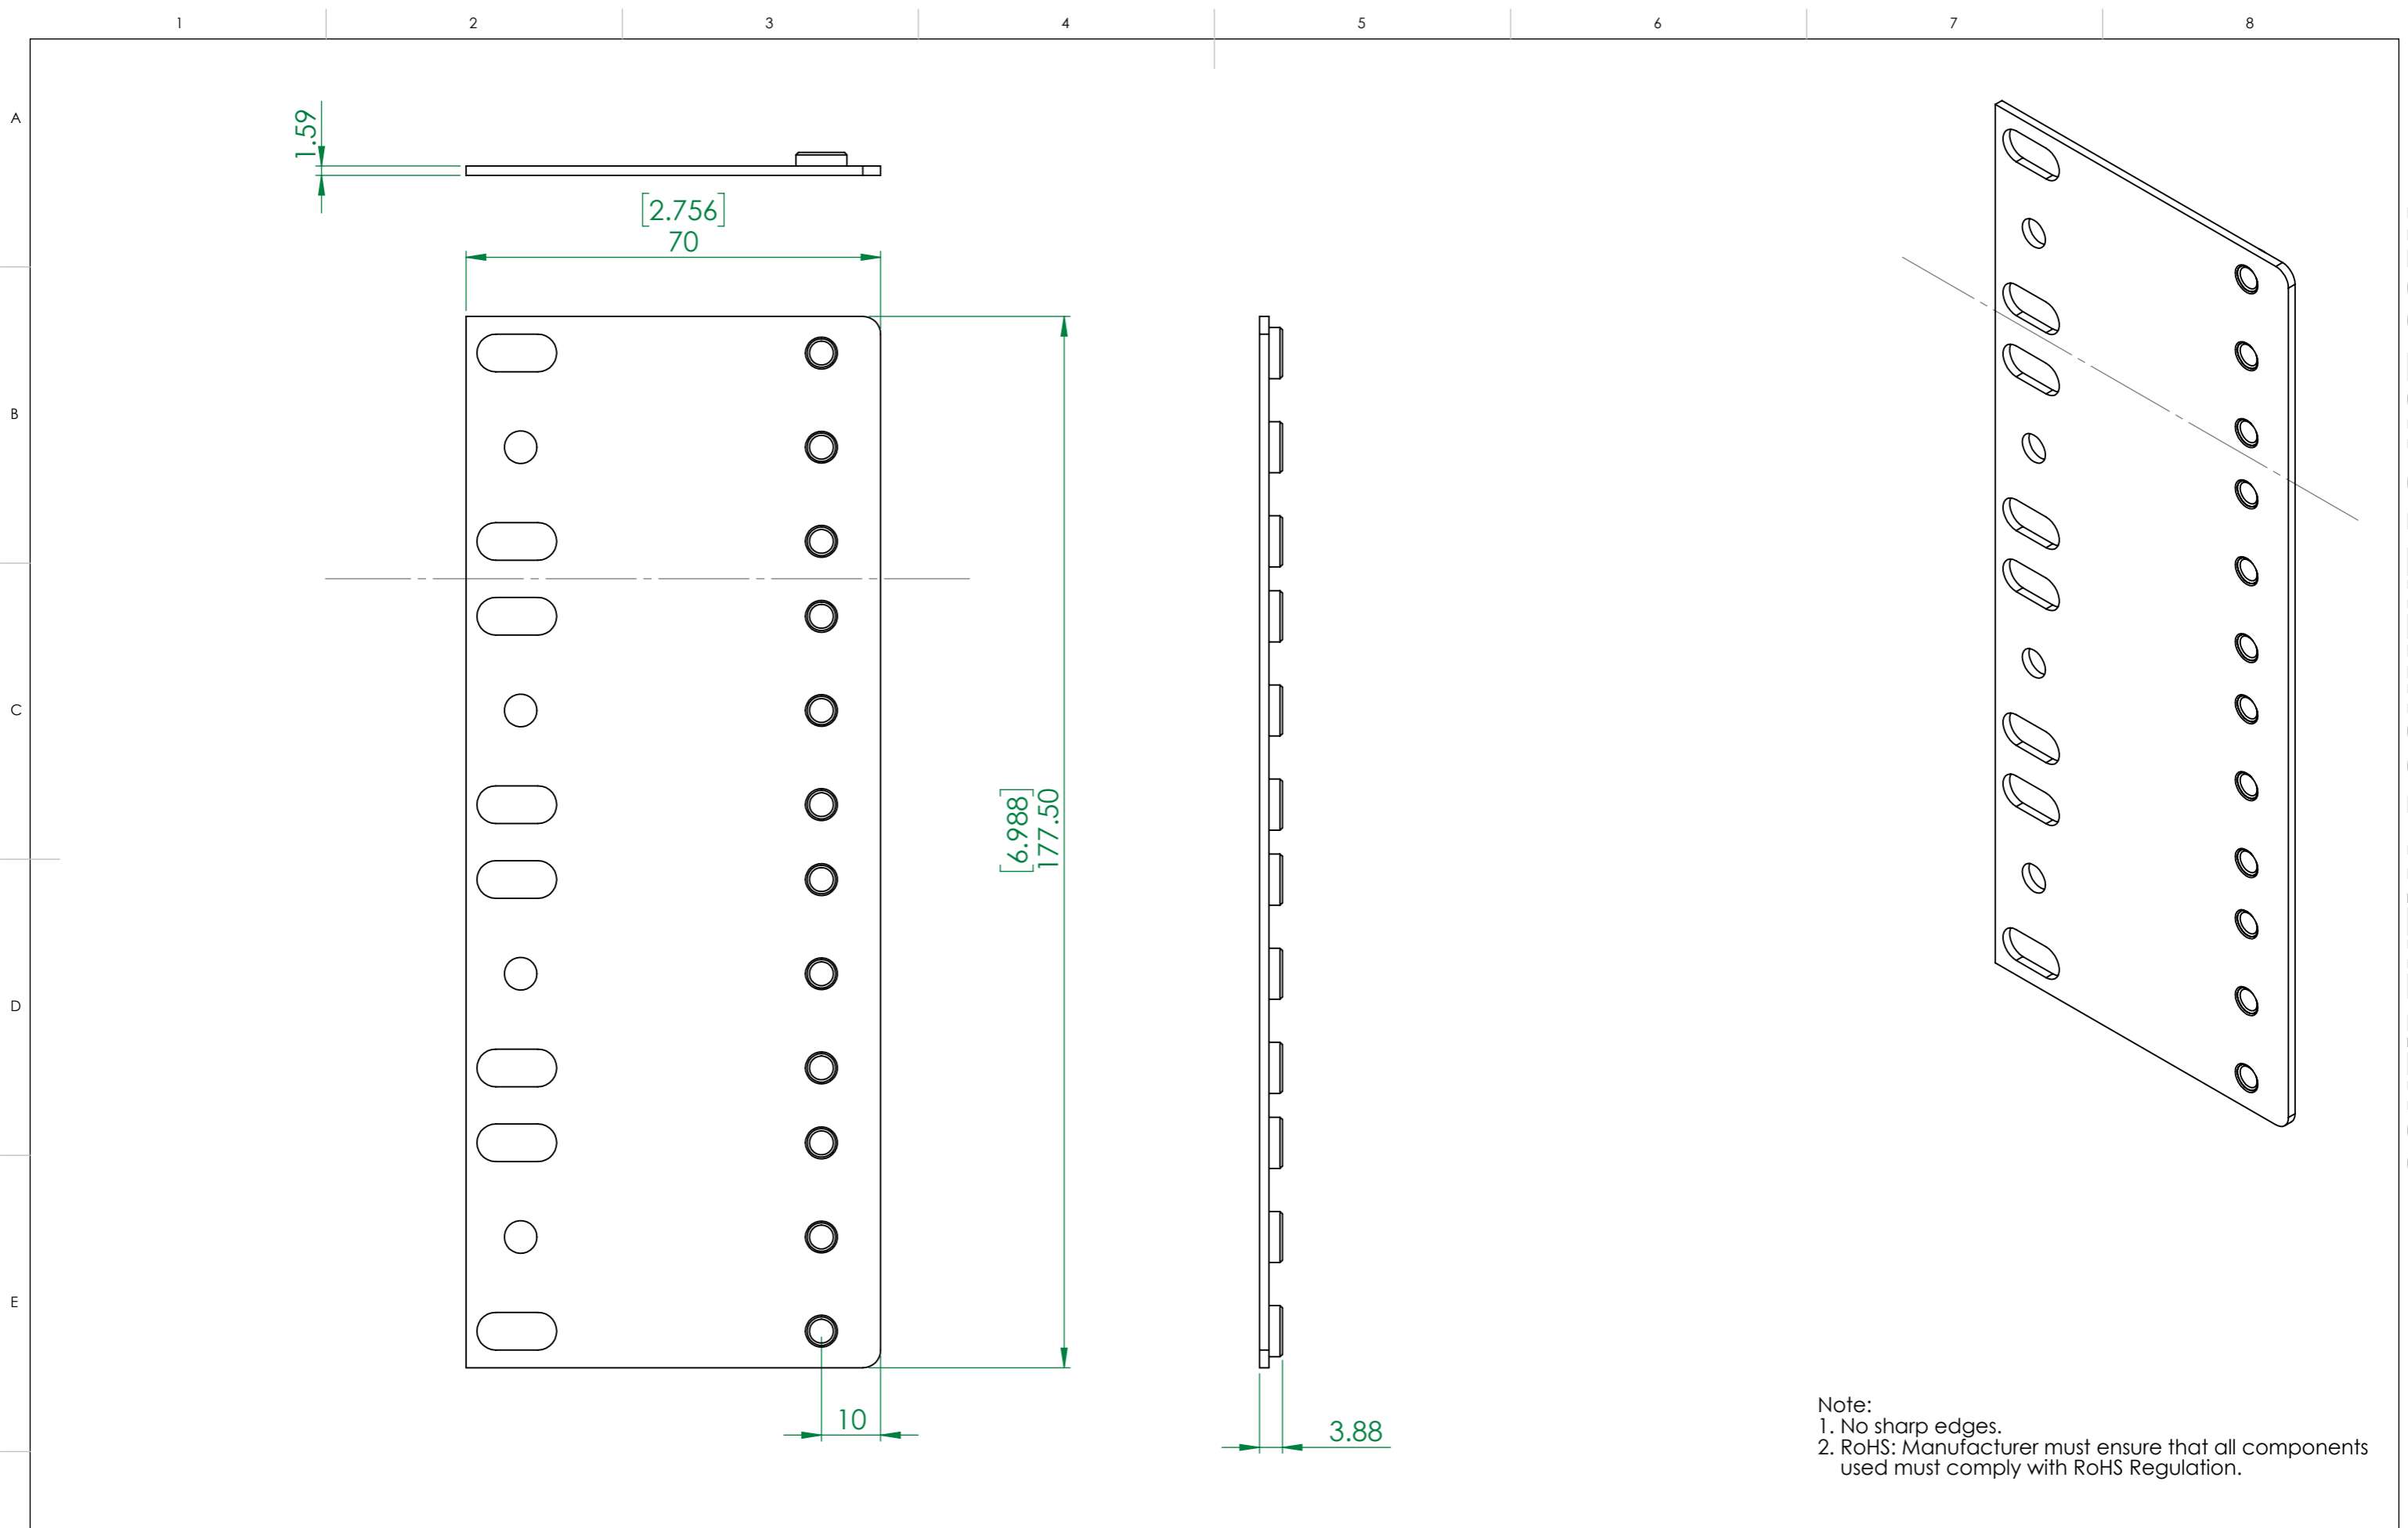 1 2 3 4 5 6 7 8
A
1.59
[2.756]
70
B
C
[6.988]
177.50
D
E
10
3.88
Note:
1. No sharp edges.
2. RoHS: Manufacturer must ensure that all components
used must comply with RoHS Regulation.